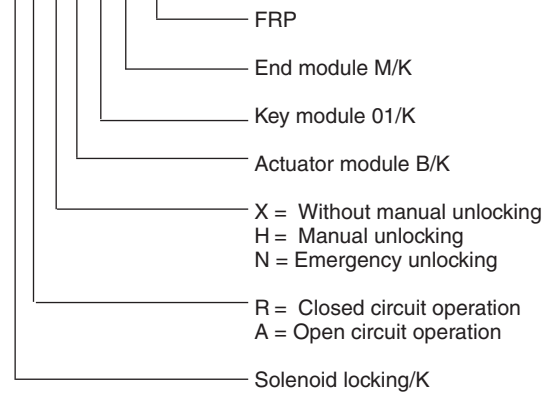 FRP
End module M/K
Key module 01/K
Actuator module B/K
X = Without manual unlocking
H = Manual unlocking
N = Emergency unlocking
R = Closed circuit operation
A = Open circuit operation
Solenoid locking/K